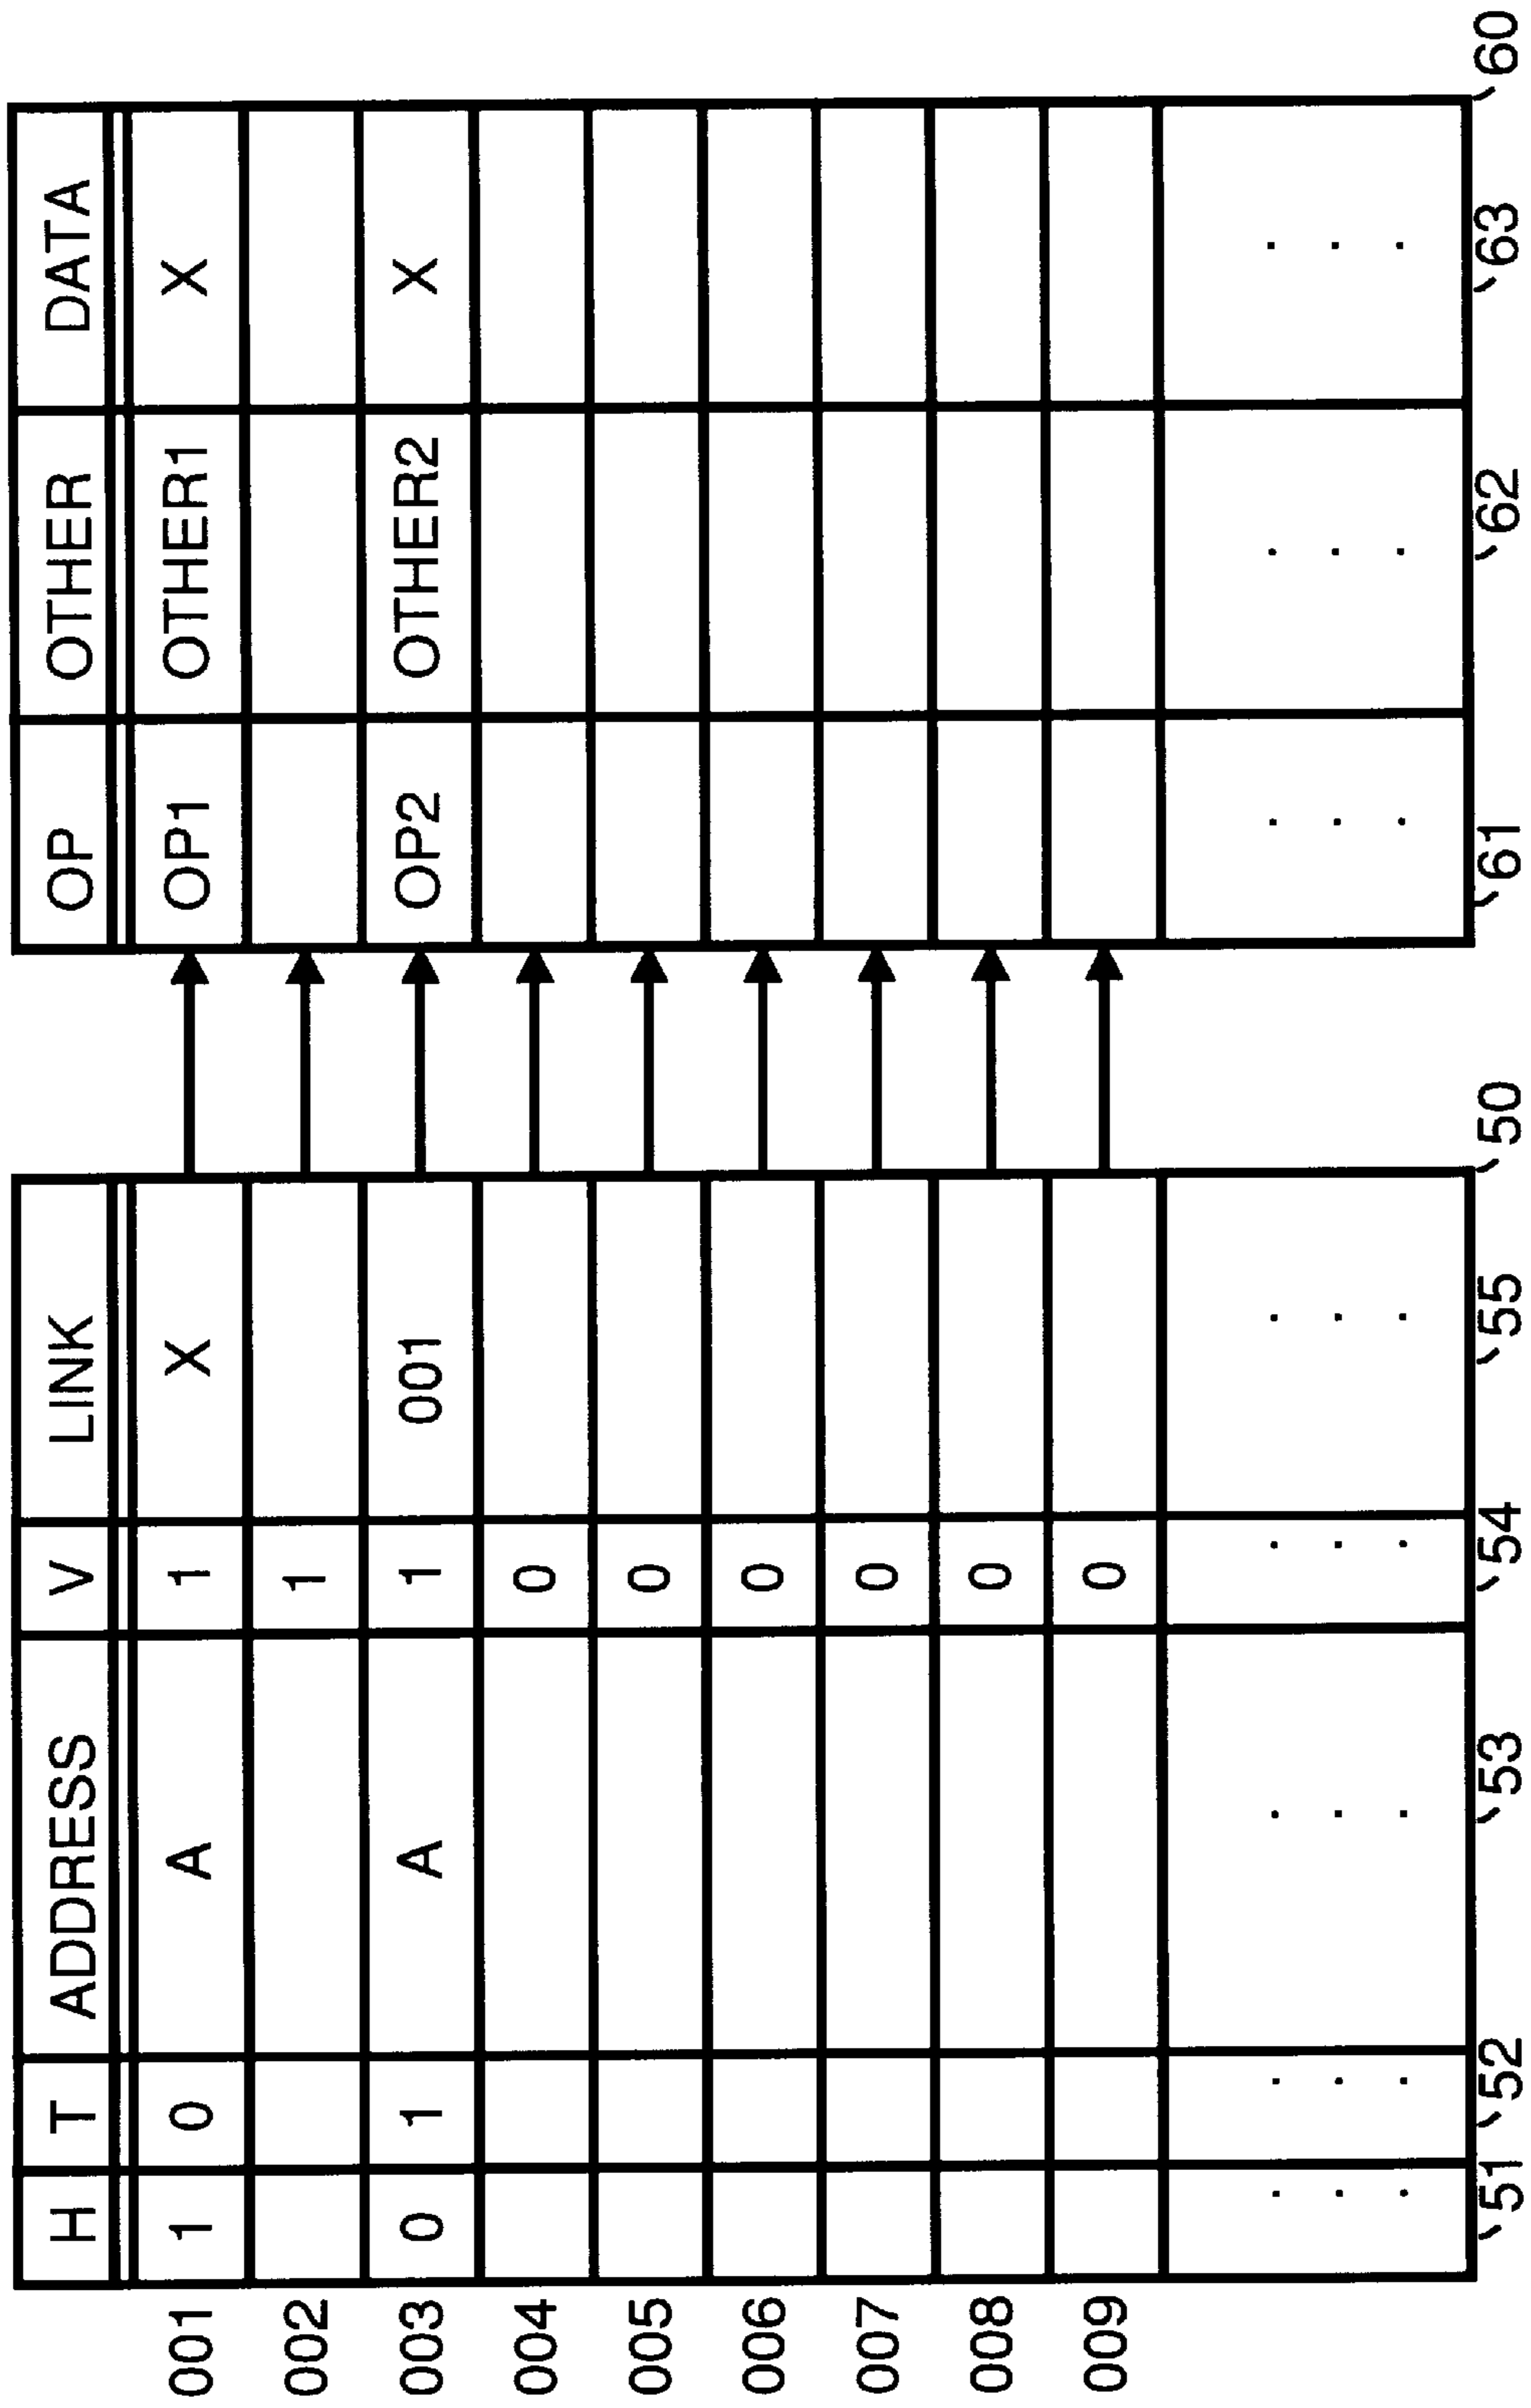 H T ADDRESS V LINK OP OTHER DATA
001 1 0 A 1 X OP1 OTHER1 X
002 1
003 0 1 A 1 001 OP2 OTHER2 X
004 0
005 0
006 0
007 0
008 0
009 0
. . . . . . . .
. . . . . . . .
. . . . . . . .
51 52 53 54 55 50 61 62 63 60